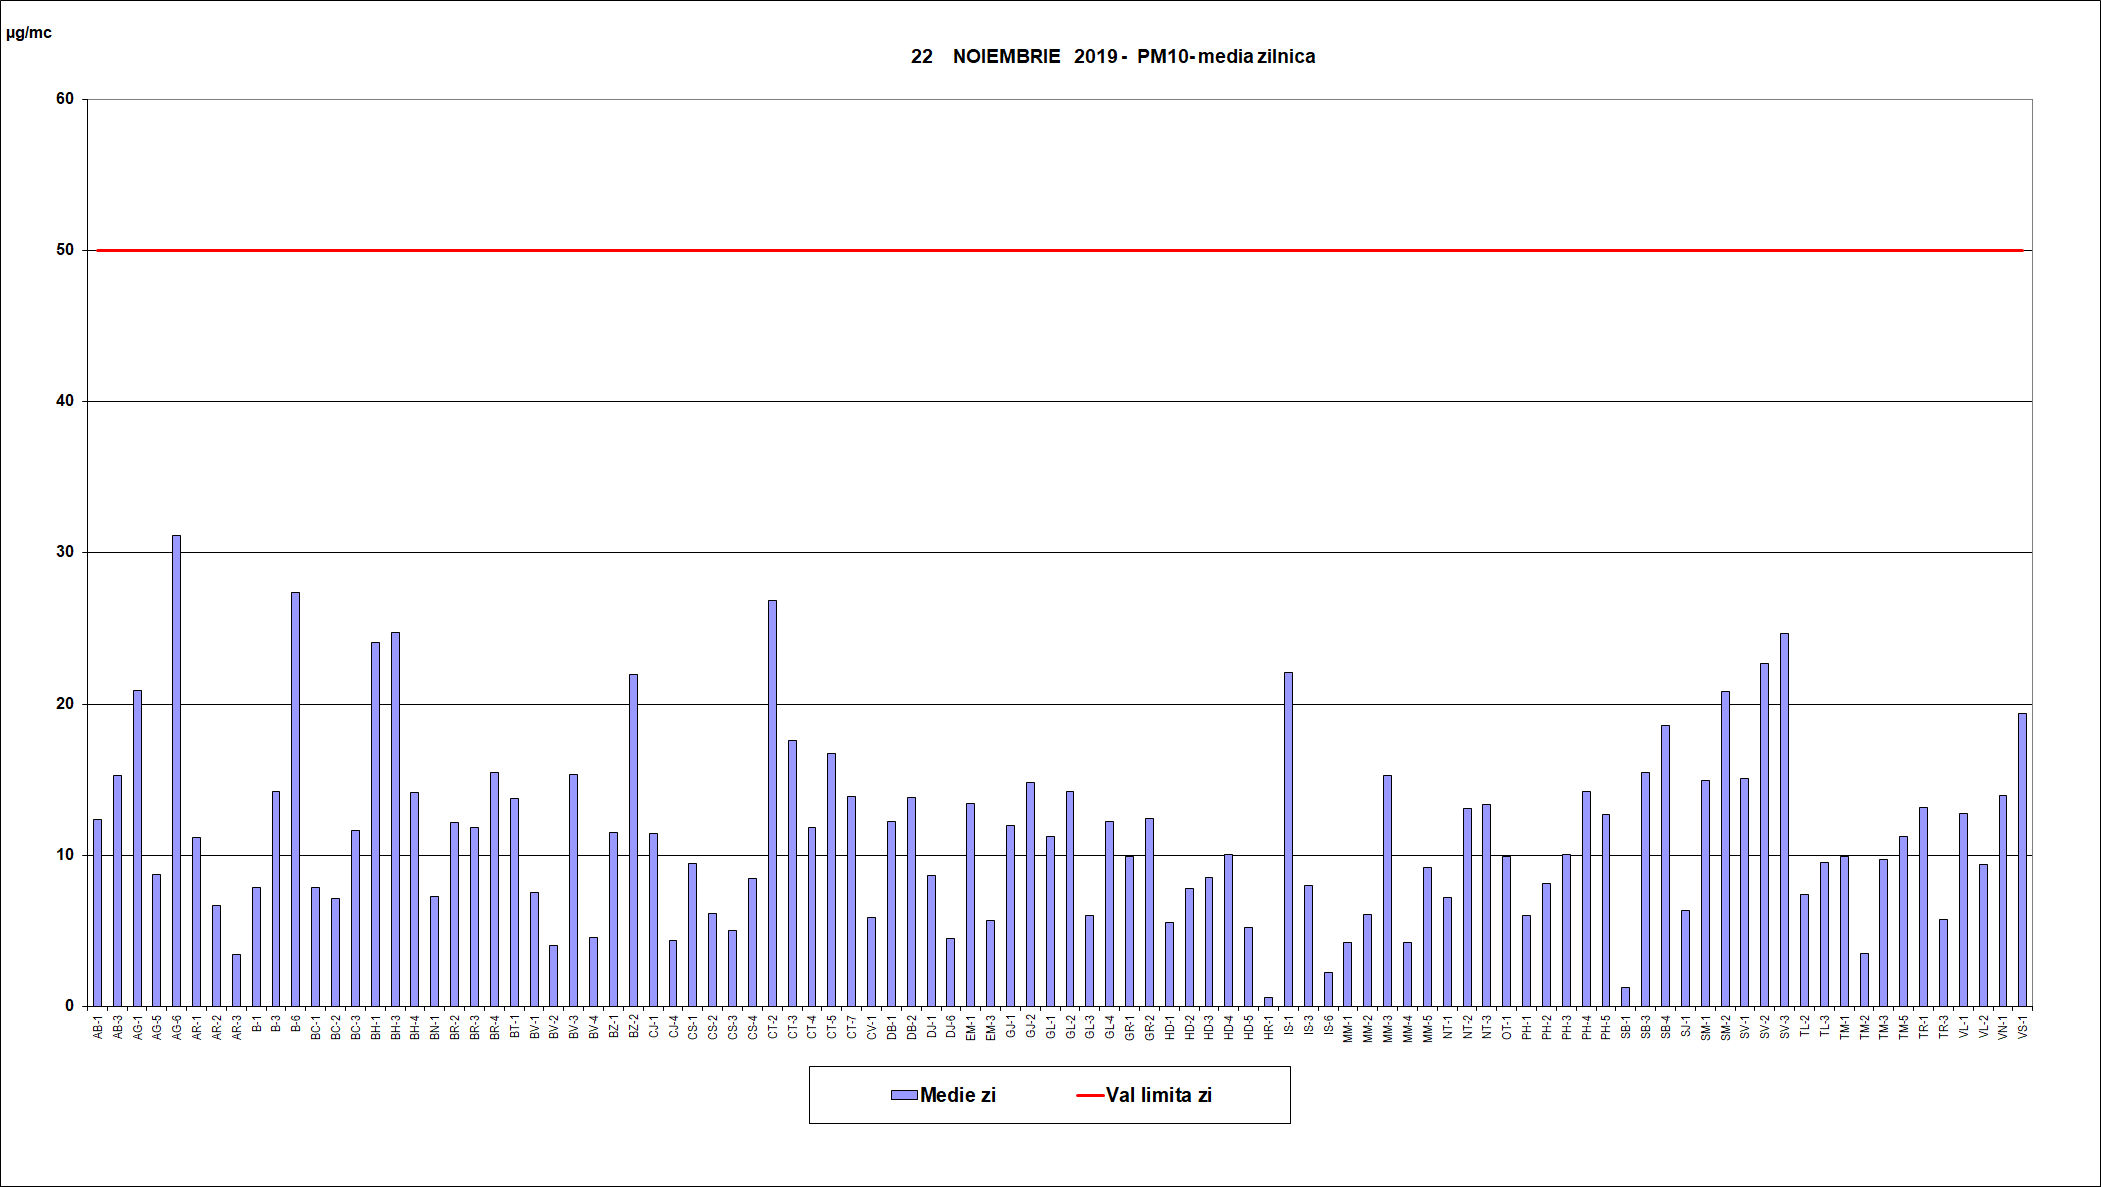 µg/mc
22 NOIEMBRIE 2019 - PM10- media zilnica
60
50
40
30
20
10
0
AB-1 AB-3 AG-1 AG-5 AG-6 AR-1 AR-2 AR-3 B-1 B-3 B-6 BC-1 BC-2 BC-3 BH-1 BH-3 BH-4 BN-1 BR-2 BR-3 BR-4 BT-1 BV-1 BV-2 BV-3 BV-4 BZ-1 BZ-2 CJ-1 CJ-4 CS-1 CS-2 CS-3 CS-4 CT-2 CT-3 CT-4 CT-5 CT-7 CV-1 DB-1 DB-2 DJ-1 DJ-6 EM-1 EM-3 GJ-1 GJ-2 GL-1 GL-2 GL-3 GL-4 GR-1 GR-2 HD-1 HD-2 HD-3 HD-4 HD-5 HR-1 IS-1 IS-3 IS-6 MM-1 MM-2 MM-3 MM-4 MM-5 NT-1 NT-2 NT-3 OT-1 PH-1 PH-2 PH-3 PH-4 PH-5 SB-1 SB-3 SB-4 SJ-1 SM-1 SM-2 SV-1 SV-2 SV-3 TL-2 TL-3 TM-1 TM-2 TM-3 TM-5 TR-1 TR-3 VL-1 VL-2 VN-1 VS-1
Medie zi Val limita zi